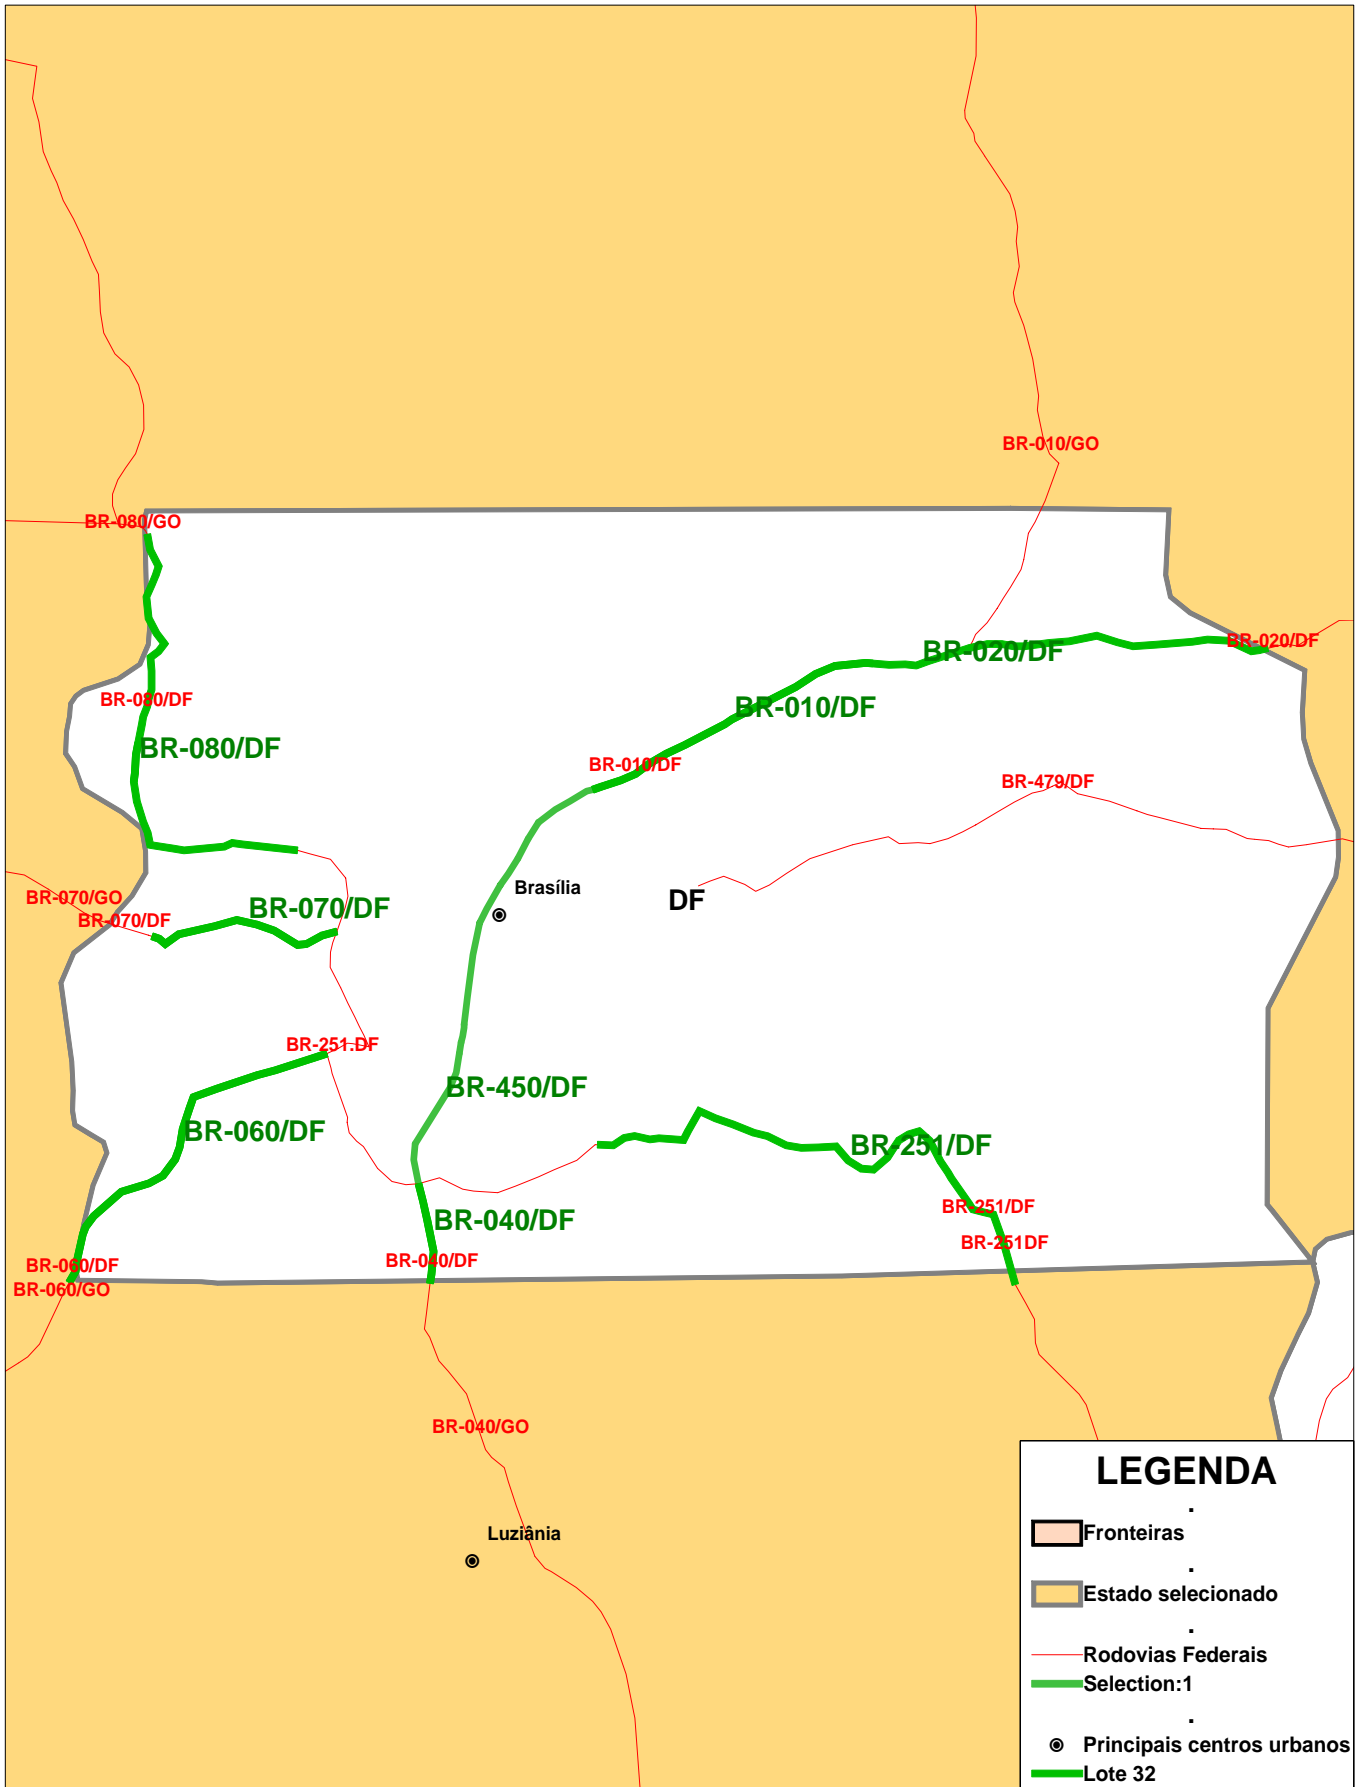 BR-010/GO
BR-080/GO
BR-020/DF
BR-020/DF
BR-080/DF
BR-010/DF
BR-080/DF
BR-010/DF
BR-479/DF
Brasília
BR-070/GO
DF
BR-070/DF
BR-070/DF
BR-251.DF
BR-450/DF
BR-060/DF
BR-251/DF
BR-251/DF
BR-040/DF
BR-251DF
BR-040/DF
BR-060/DF
BR-060/GO
BR-040/GO
Luziânia
LEGENDA
.
Fronteiras
.
Estado selecionado
.
Rodovias Federais
Selection:1
.
Principais centros urbanos
Lote 32